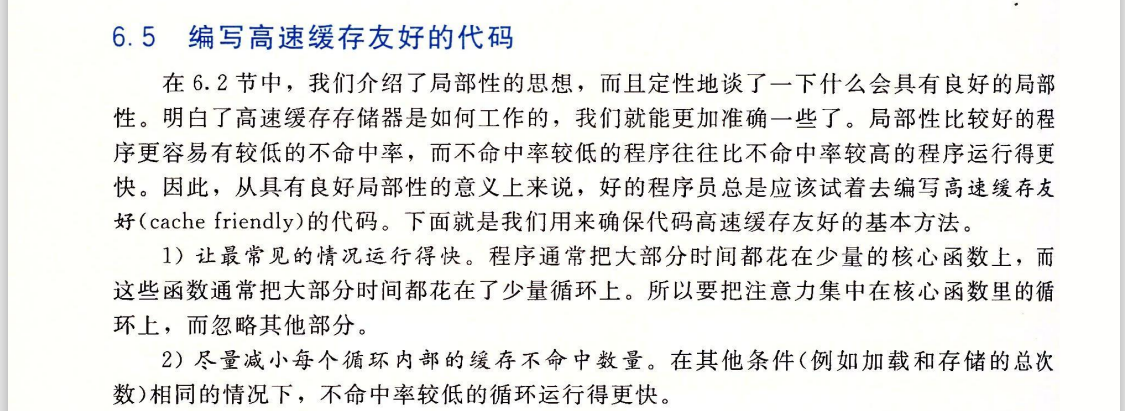 6.5 编写高速缓存友好的代码
在 6.2 节中，我们介绍了局部性的思想，而且定性地谈了一下什么会具有良好的局部
性。明白了高速缓存存储器是如何工作的，我们就能更加准确一些了。局部性比较好的程
序更容易有较低的不命中率，而不命中率较低的程序往往比不命中率较高的程序运行得更
快。因此，从具有良好局部性的意义上来说，好的程序员总是应该试着去编写高速缓存友
好(cache friendly)的代码。下面就是我们用来确保代码高速缓存友好的基本方法。
1) 让最常见的情况运行得快。程序通常把大部分时间都花在少量的核心函数上，而
这些函数通常把大部分时间都花在了少量循环上。所以要把注意力集中在核心函数里的循
环上，而忽略其他部分。
2) 尽量减小每个循环内部的缓存不命中数量。在其他条件(例如加载和存储的总次
数)相同的情况下，不命中率较低的循环运行得更快。